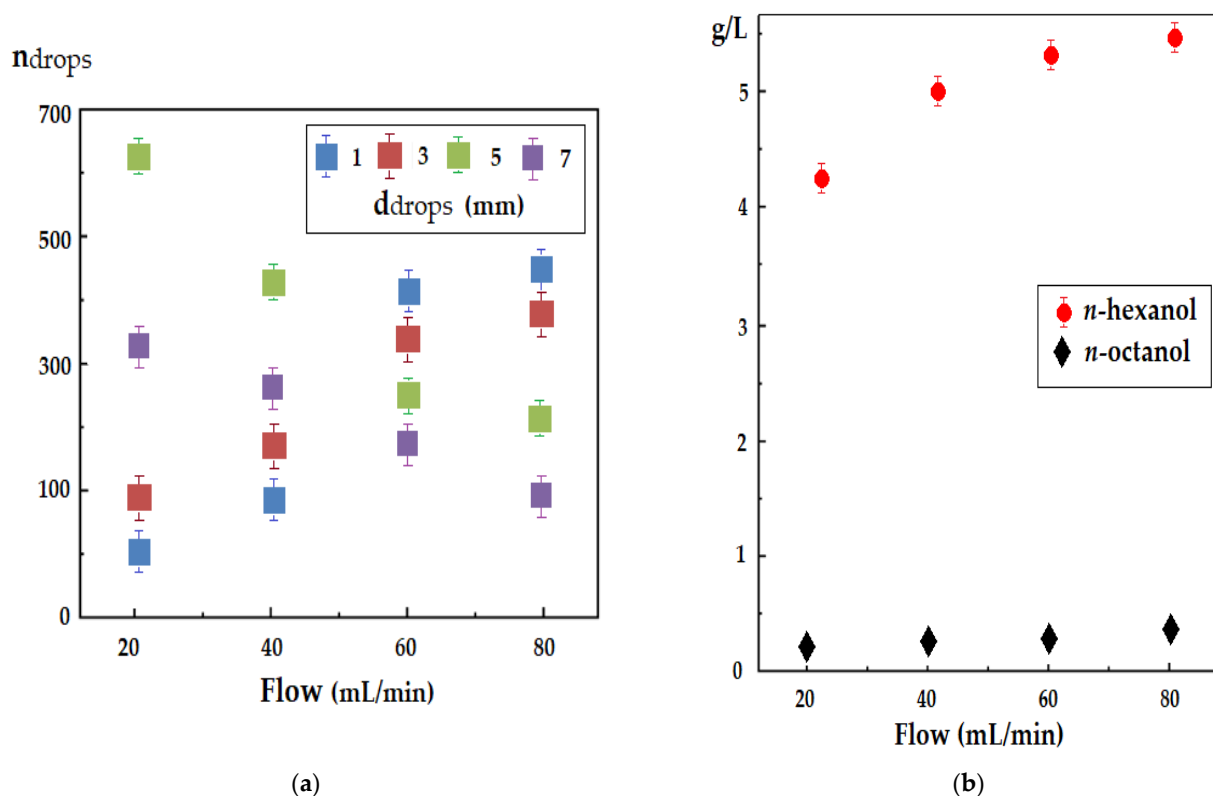 ndrops
700
500
300
100
0
1 3 5 7
ddrops (mm)
20 40 60 80
Flow (mL/min)
(a)
g/L
5
4
3
2
1
0
n-hexanol
n-octanol
20 40 60 80
Flow (mL/min)
(b)